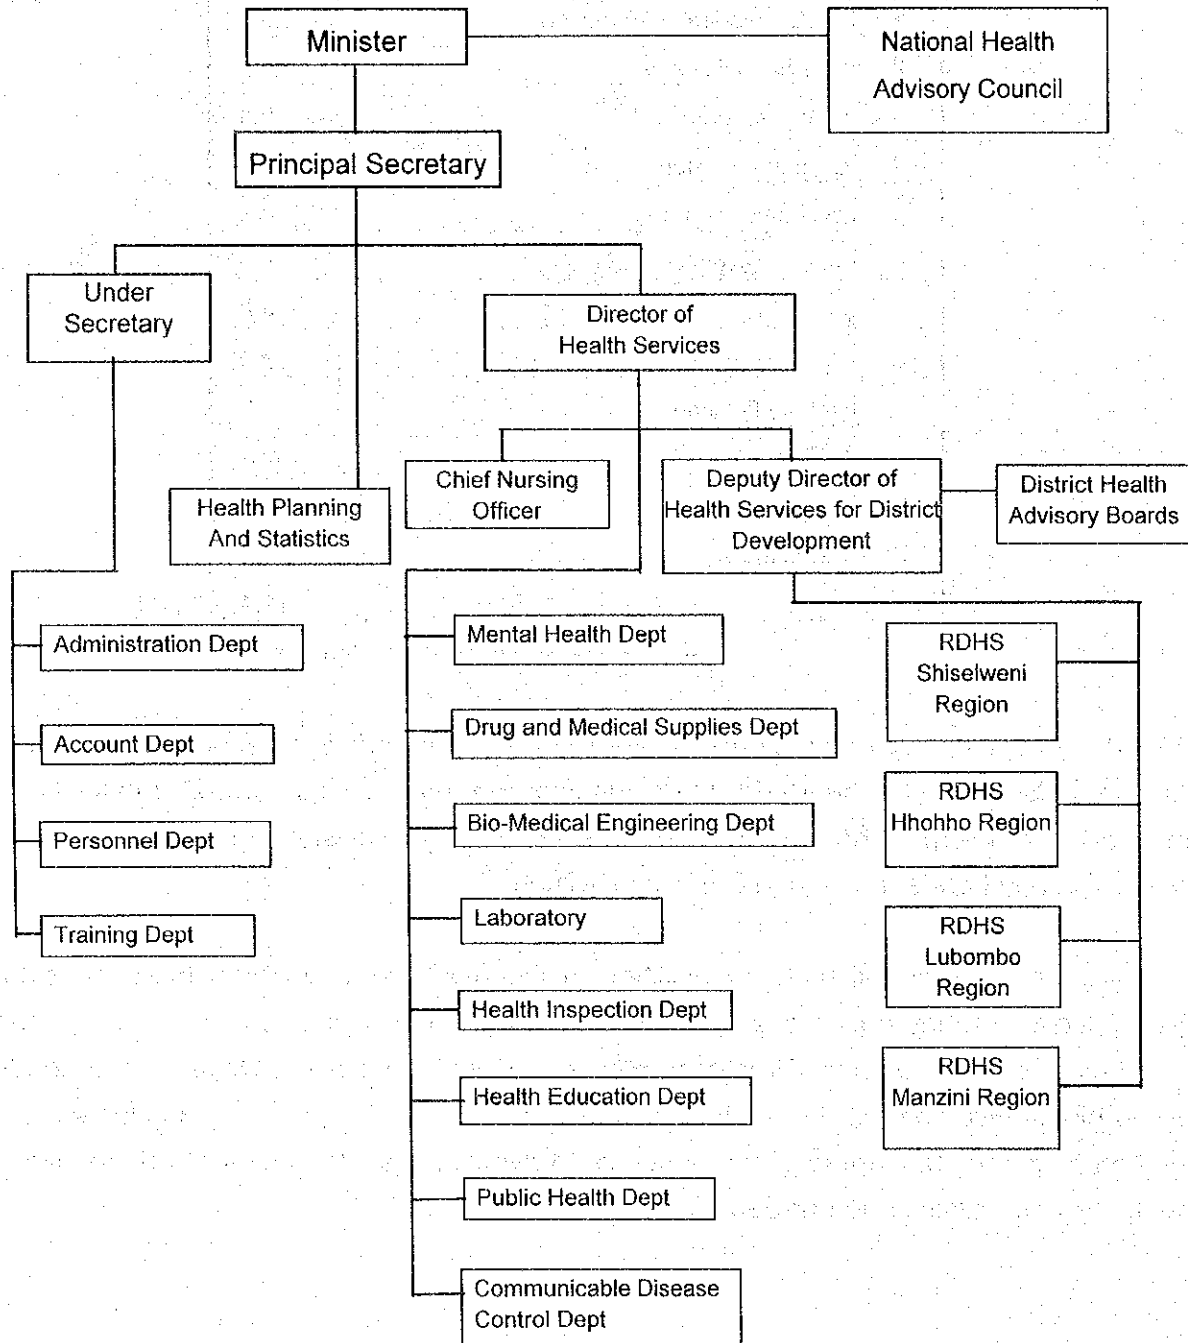 Minister
National Health
Advisory Council
Principal Secretary
Under
Secretary
Director of
Health Services
Health Planning
And Statistics
Chief Nursing
Officer
Deputy Director of
Health Services for District
Development
District Health
Advisory Boards
Administration Dept
Account Dept
Personnel Dept
Training Dept
Mental Health Dept
Drug and Medical Supplies Dept
Bio-Medical Engineering Dept
Laboratory
Health Inspection Dept
Health Education Dept
Public Health Dept
Communicable Disease
Control Dept
RDHS
Shiselweni
Region
RDHS
Hhohho Region
RDHS
Lubombo
Region
RDHS
Manzini Region